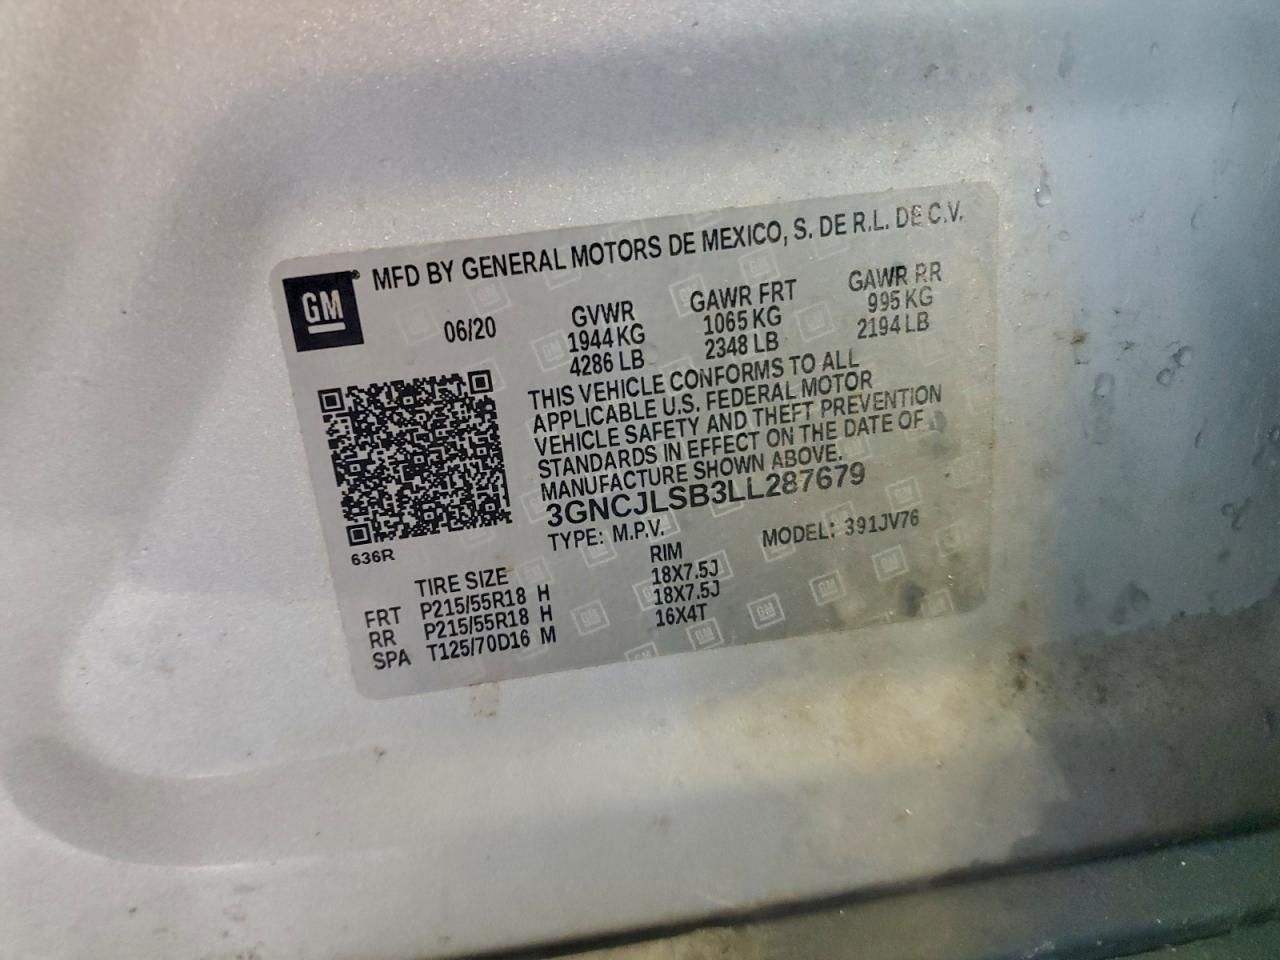 GM
MFD BY GENERAL MOTORS DE MEXICO, S. DE R.L. DE C.V.
06/20 GVWR GAWR FRT GAWR RR
1944 KG 1065 KG 995 KG
4286 LB 2348 LB 2194 LB
THIS VEHICLE CONFORMS TO ALL
APPLICABLE U.S. FEDERAL MOTOR
VEHICLE SAFETY AND THEFT PREVENTION
STANDARDS IN EFFECT ON THE DATE OF
MANUFACTURE SHOWN ABOVE.
3GNCJLSB3LL287679
TYPE: M.P.V. MODEL: 391JV76
636R
TIRE SIZE RIM
FRT P215/55R18 H 18X7.5J
RR P215/55R18 H 18X7.5J
SPA T125/70D16 M 16X4T